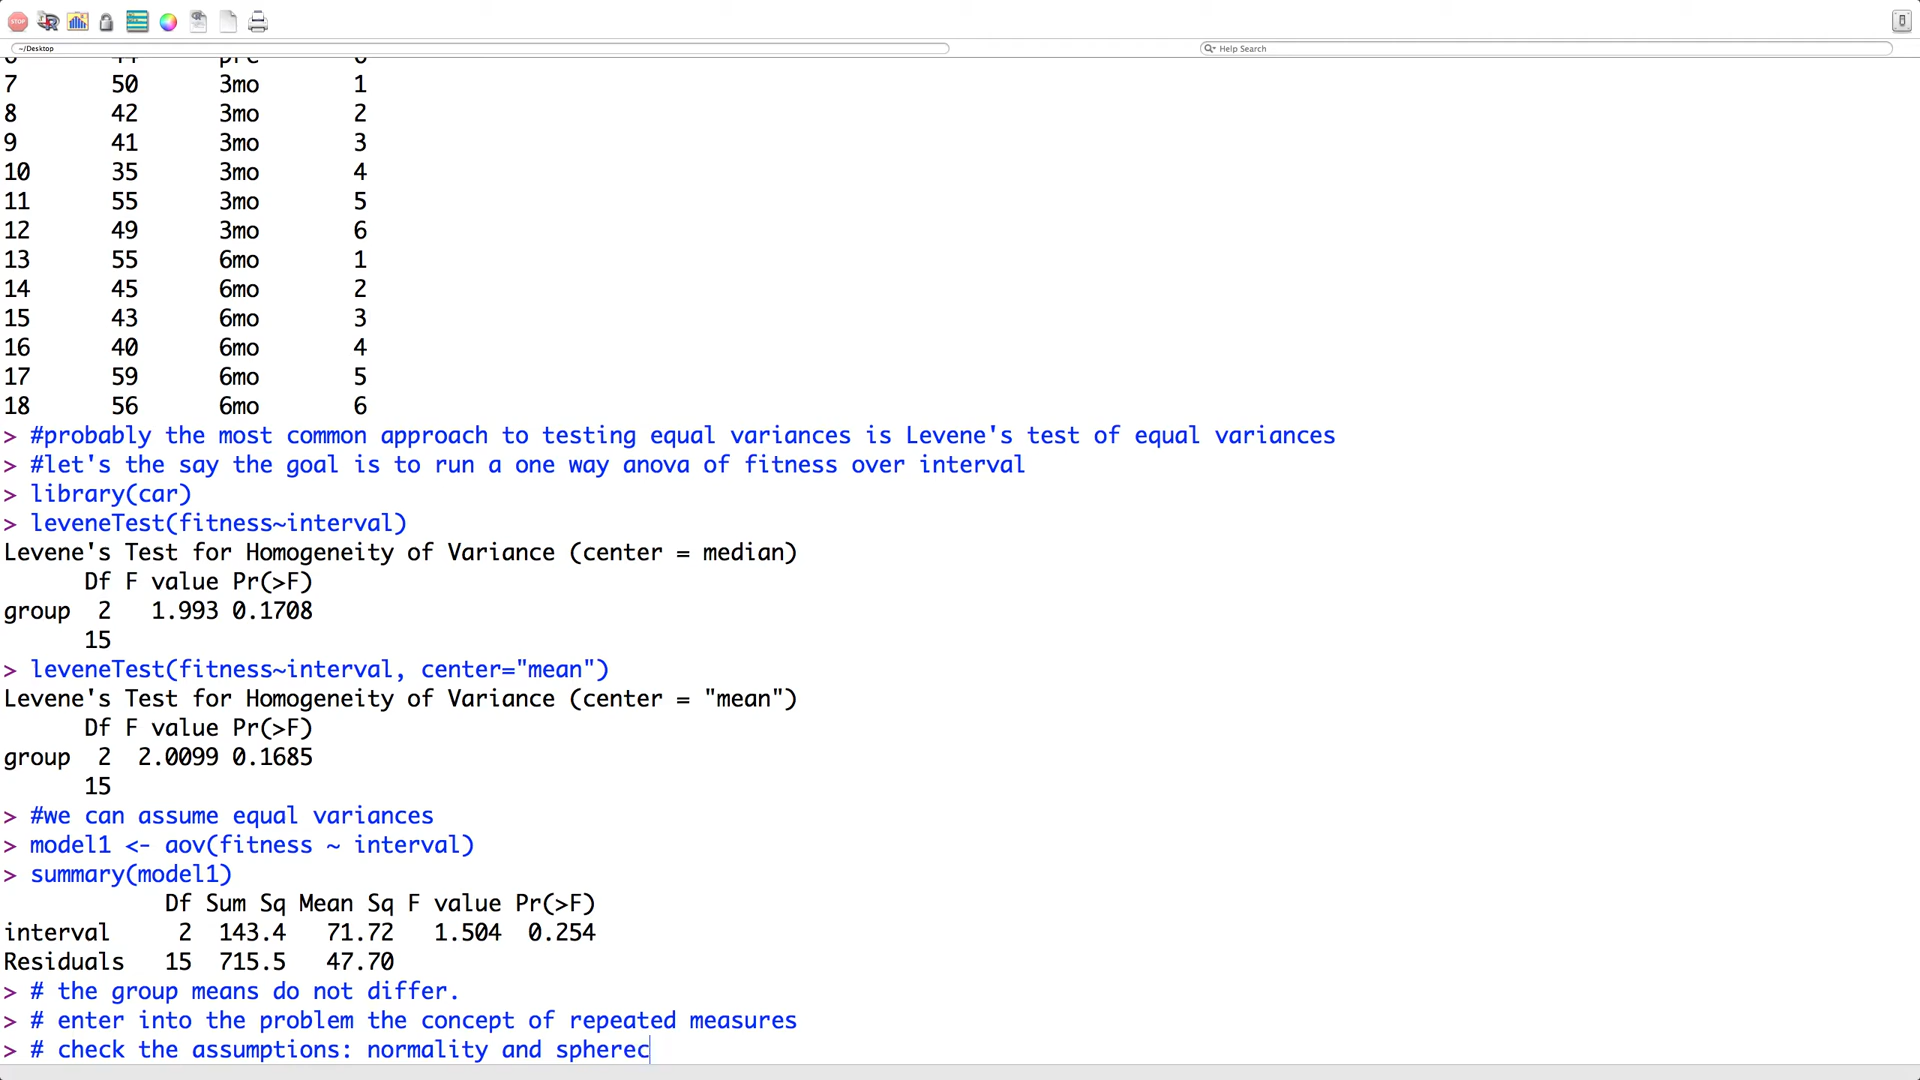 STOP
~/Desktop
Help Search
6 44 pre 6
7 50 3mo 1
8 42 3mo 2
9 41 3mo 3
10 35 3mo 4
11 55 3mo 5
12 49 3mo 6
13 55 6mo 1
14 45 6mo 2
15 43 6mo 3
16 40 6mo 4
17 59 6mo 5
18 56 6mo 6
> #probably the most common approach to testing equal variances is Levene's test of equal variances
> #let's the say the goal is to run a one way anova of fitness over interval
> library(car)
> leveneTest(fitness~interval)
Levene's Test for Homogeneity of Variance (center = median)
Df F value Pr(>F)
group 2 1.993 0.1708
15
> leveneTest(fitness~interval, center="mean")
Levene's Test for Homogeneity of Variance (center = "mean")
Df F value Pr(>F)
group 2 2.0099 0.1685
15
> #we can assume equal variances
> model1 <- aov(fitness ~ interval)
> summary(model1)
Df Sum Sq Mean Sq F value Pr(>F)
interval 2 143.4 71.72 1.504 0.254
Residuals 15 715.5 47.70
> # the group means do not differ.
> # enter into the problem the concept of repeated measures
> # check the assumptions: normality and spherec